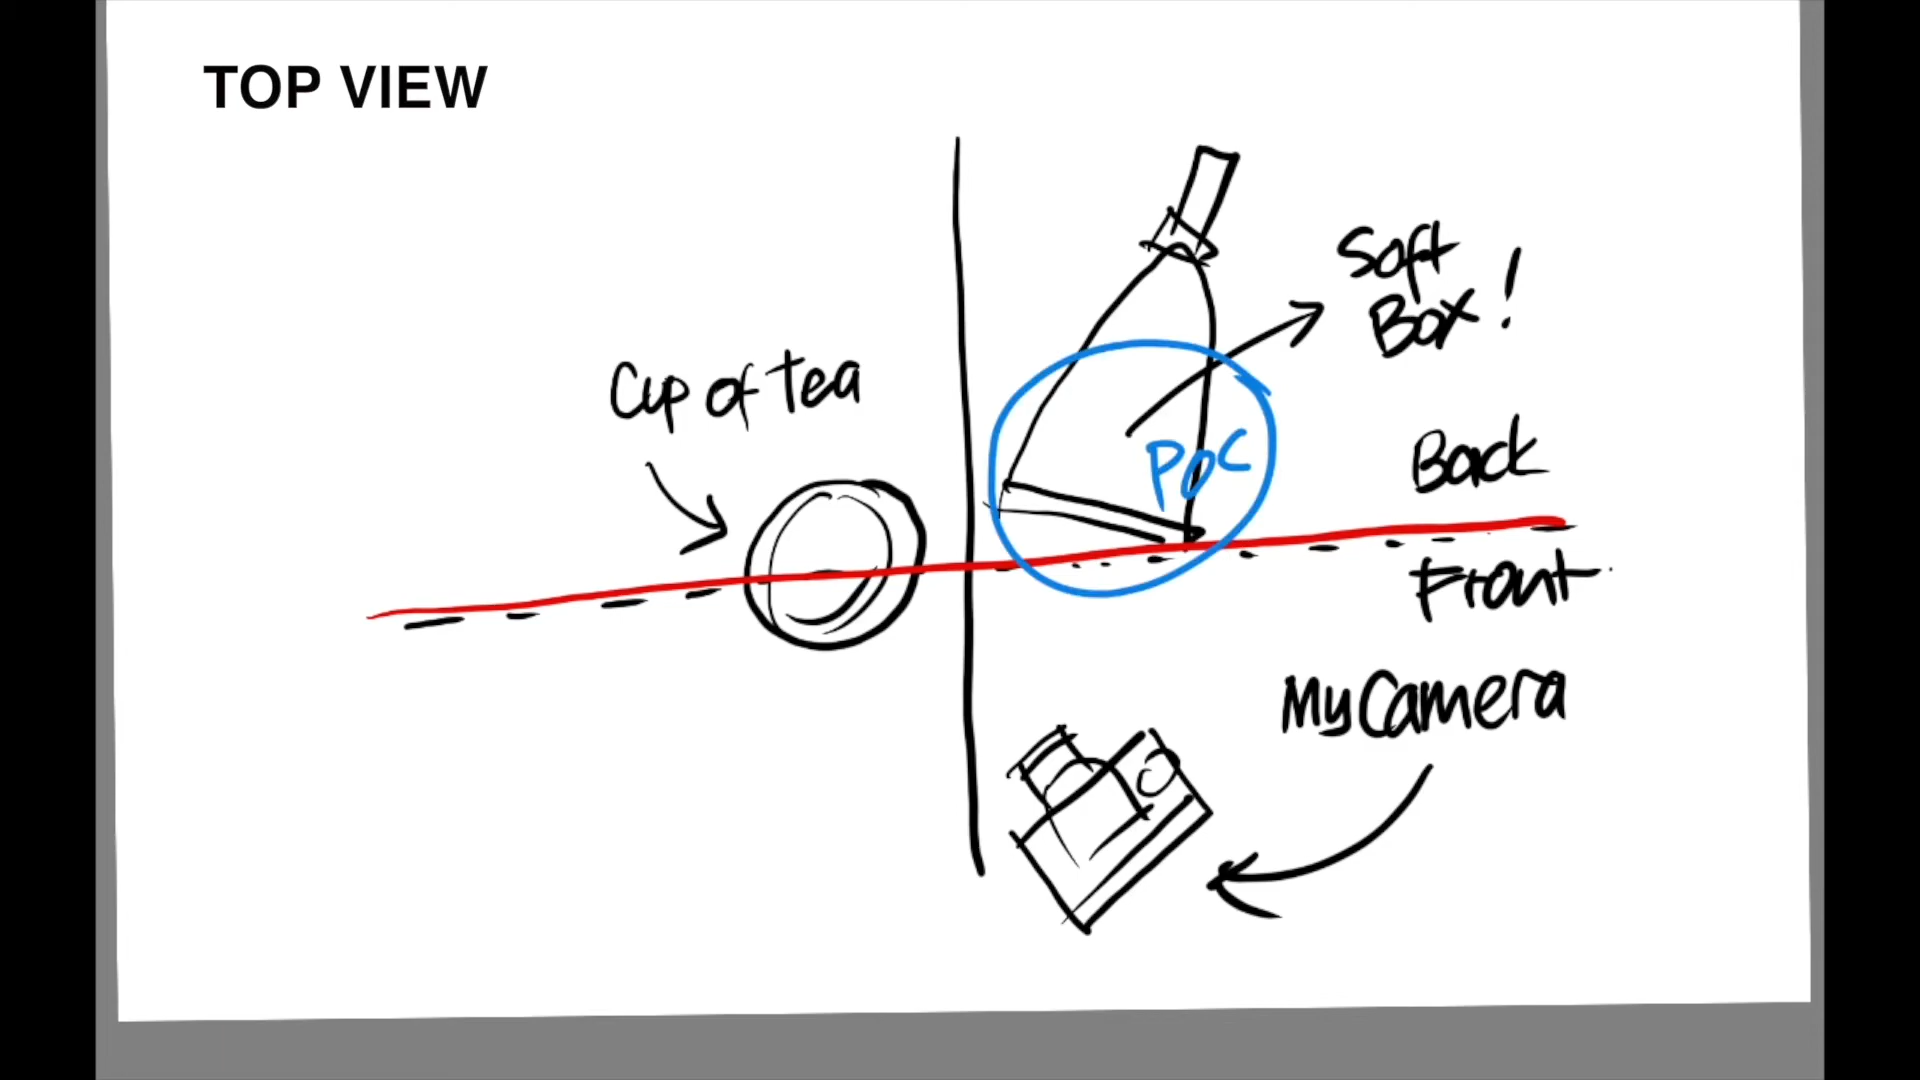 TOP VIEW
Soft
Box!
Cup of Tea
POC
Back
Front
My Camera